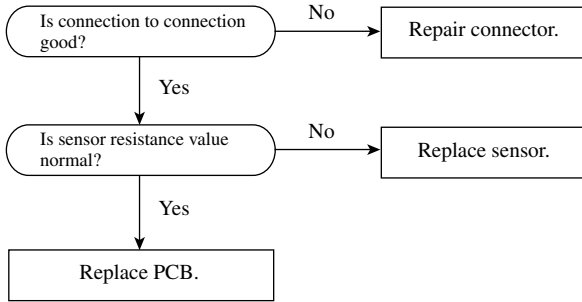 Is connection to connection
good?
No
Repair connector.
Yes
Is sensor resistance value
normal?
No
Replace sensor.
Yes
Replace PCB.